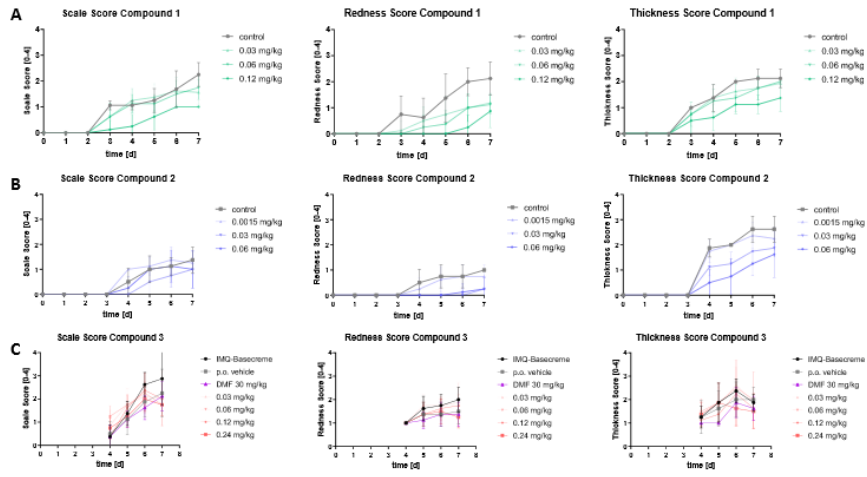 A
Scale Score Compound 1
Scale Score [0-4]
4
3
2
1
0
0 1 2 3 4 5 6 7
time [d]
control
0.03 mg/kg
0.06 mg/kg
0.12 mg/kg
Redness Score Compound 1
Redness Score [0-4]
4
3
2
1
0
0 1 2 3 4 5 6 7
time [d]
control
0.03 mg/kg
0.06 mg/kg
0.12 mg/kg
Thickness Score Compound 1
Thickness Score [0-4]
4
3
2
1
0
0 1 2 3 4 5 6 7
time [d]
control
0.03 mg/kg
0.06 mg/kg
0.12 mg/kg
B
Scale Score Compound 2
Scale Score [0-4]
4
3
2
1
0
0 1 2 3 4 5 6 7
time [d]
control
0.0015 mg/kg
0.03 mg/kg
0.06 mg/kg
Redness Score Compound 2
Redness Score [0-4]
4
3
2
1
0
0 1 2 3 4 5 6 7
time [d]
control
0.0015 mg/kg
0.03 mg/kg
0.06 mg/kg
Thickness Score Compound 2
Thickness Score [0-4]
4
3
2
1
0
0 1 2 3 4 5 6 7
time [d]
control
0.0015 mg/kg
0.03 mg/kg
0.06 mg/kg
C
Scale Score Compound 3
Scale Score [0-4]
4
3
2
1
0
0 1 2 3 4 5 6 7 8
time [d]
IMQ-Basecreme
p.o. vehicle
DMF 30 mg/kg
0.03 mg/kg
0.06 mg/kg
0.12 mg/kg
0.24 mg/kg
Redness Score Compound 3
Redness Score [0-4]
4
3
2
1
0
0 1 2 3 4 5 6 7 8
time [d]
IMQ-Basecreme
p.o. vehicle
DMF 30 mg/kg
0.03 mg/kg
0.06 mg/kg
0.12 mg/kg
0.24 mg/kg
Thickness Score Compound 3
Thickness Score [0-4]
4
3
2
1
0
0 1 2 3 4 5 6 7 8
time [d]
IMQ-Basecreme
p.o. vehicle
DMF 30 mg/kg
0.03 mg/kg
0.06 mg/kg
0.12 mg/kg
0.24 mg/kg